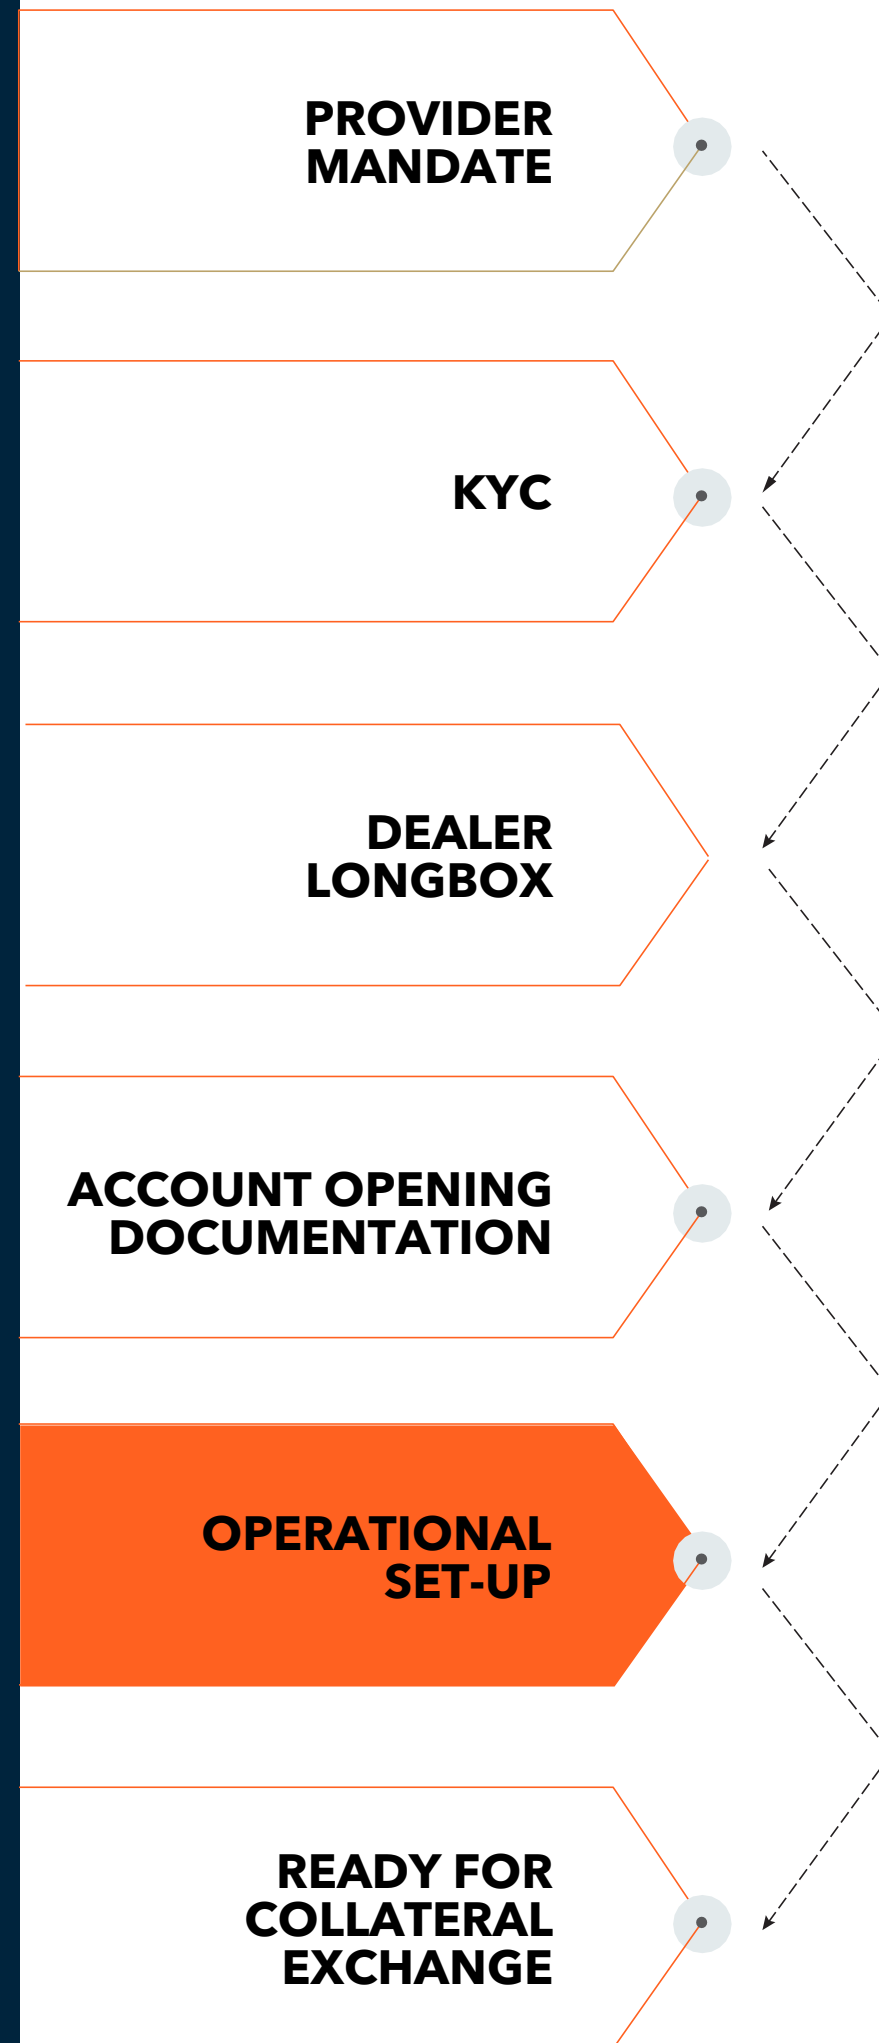 PROVIDER
MANDATE
KYC
DEALER
LONGBOX
ACCOUNT OPENING
DOCUMENTATION
OPERATIONAL
SET-UP
READY FOR
COLLATERAL
EXCHANGE